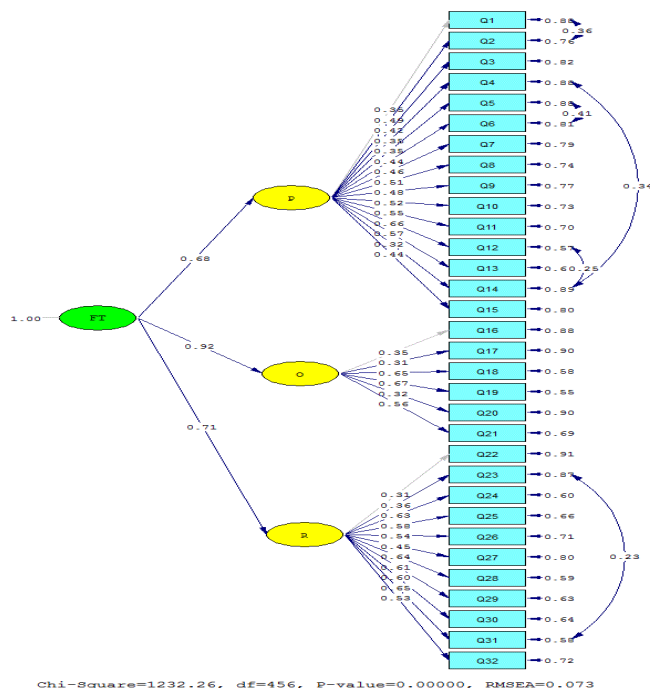 Q1 0.36
Q2 0.76
Q3 0.82
Q4 0.88
0.35
Q5
0.49 0.41
0.42 Q6 0.81
0.35 Q7 0.79
0.44
0.46 Q8 0.74
0.51 Q9 0.77 0.34
0.48
P 0.52 Q10 0.73
0.55 Q11 0.70
0.66 Q12 0.57
0.57
0.32 Q13 0.25
0.68 0.44 Q14 0.89
Q15 0.80
1.00 FT Q16 0.88
0.92 0.35 Q17 0.90
0.31
O 0.65 Q18 0.58
0.67 Q19 0.55
0.32
0.56 Q20 0.90
0.71 Q21 0.69
Q22 0.91
Q23 0.87
0.31 Q24 0.60
0.36
0.63 Q25 0.66
R 0.58
0.54 Q26 0.71
0.45 Q27 0.80 0.23
0.64
0.61 Q28 0.59
0.60 Q29 0.63
0.65
0.53 Q30 0.64
Q31 0.58
Q32 0.72
Chi-Square=1232.26, df=456, P-value=0.00000, RMSEA=0.073